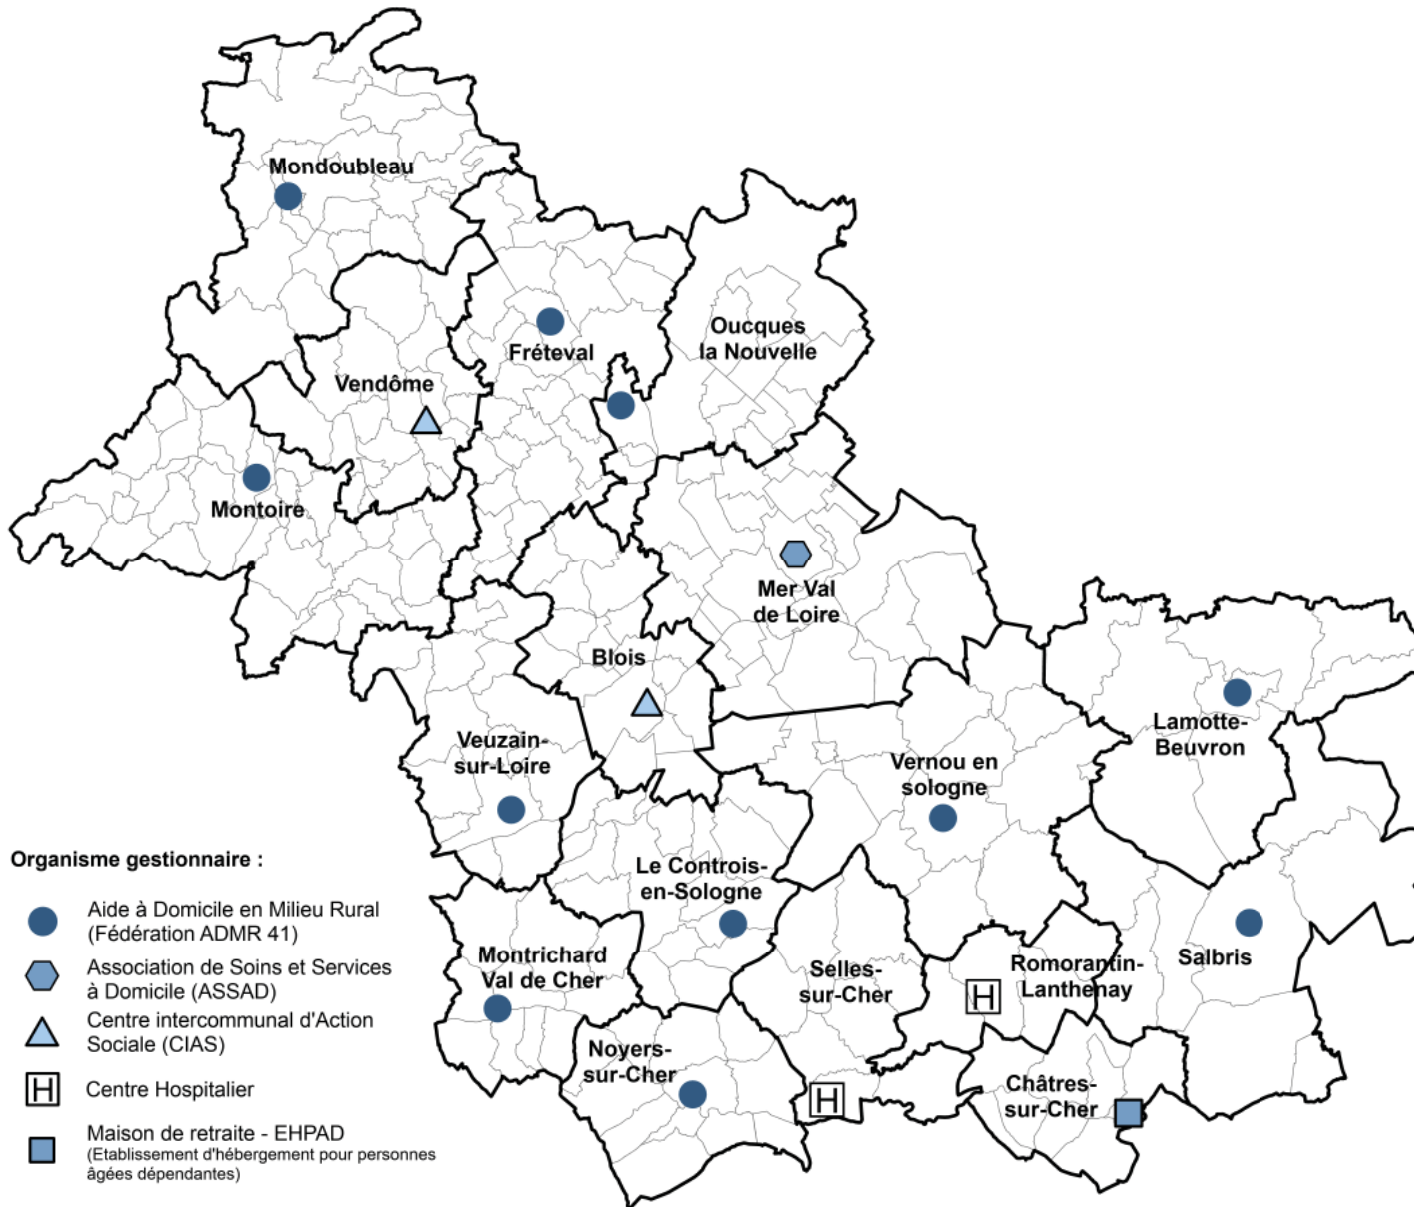 Mondoubleau
Oucques
la Nouvelle
Fréteval
Vendôme
Montoire
Mer Val
de Loire
Blois
Lamotte-
Beuvron
Veuzain-
sur-Loire
Vernou en
sologne
Le Controis-
en-Sologne
Montrichard
Val de Cher
Selles-
sur-Cher
Romorantin-
Lanthenay
Salbris
H
Noyers-
sur-Cher
Châtres-
sur-Cher
H
Organisme gestionnaire :
Aide à Domicile en Milieu Rural
(Fédération ADMR 41)
Association de Soins et Services
à Domicile (ASSAD)
Centre intercommunal d'Action
Sociale (CIAS)
H Centre Hospitalier
Maison de retraite - EHPAD
(Etablissement d'hébergement pour personnes
âgées dépendantes)